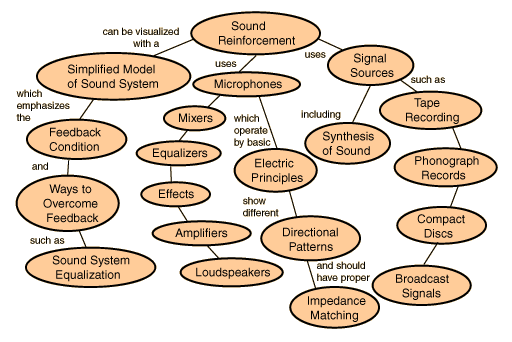 Sound
Reinforcement
can be visualized
with a
uses
uses
Simplified Model
of Sound System
Microphones
Signal
Sources
such as
which
emphasizes
the
Mixers
which
operate
by basic
including
Tape
Recording
Feedback
Condition
Equalizers
Synthesis
of Sound
and
Electric
Principles
Phonograph
Records
Ways to
Overcome
Feedback
Effects
show
different
such as
Amplifiers
Directional
Patterns
Compact
Discs
Sound System
Equalization
Loudspeakers
and should
have proper
Broadcast
Signals
Impedance
Matching